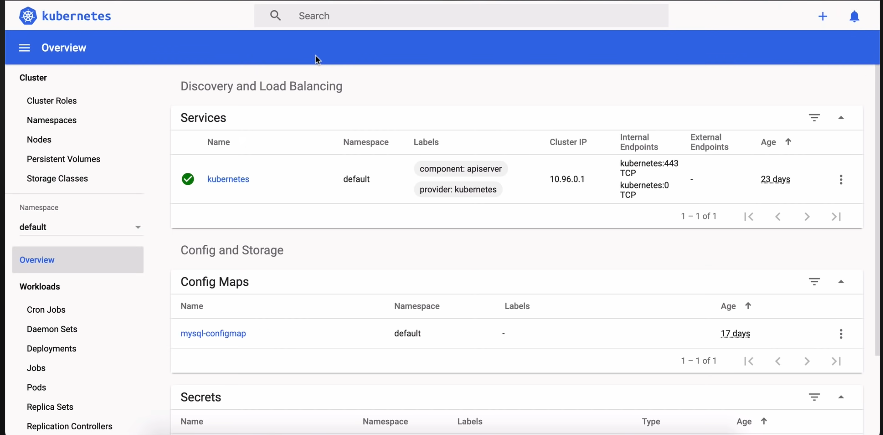 kubernetes
Search
Overview
Cluster
Cluster Roles
Namespaces
Nodes
Persistent Volumes
Storage Classes
Namespace
default
Overview
Workloads
Cron Jobs
Daemon Sets
Deployments
Jobs
Pods
Replica Sets
Replication Controllers
Discovery and Load Balancing
Services
Name Namespace Labels Cluster IP Internal Endpoints External Endpoints Age
kubernetes default component: apiserver provider: kubernetes 10.96.0.1 kubernetes:443 TCP kubernetes:0 TCP - 23 days
1 – 1 of 1
Config and Storage
Config Maps
Name Namespace Labels Age
mysql-configmap default - 17 days
1 – 1 of 1
Secrets
Name Namespace Labels Type Age